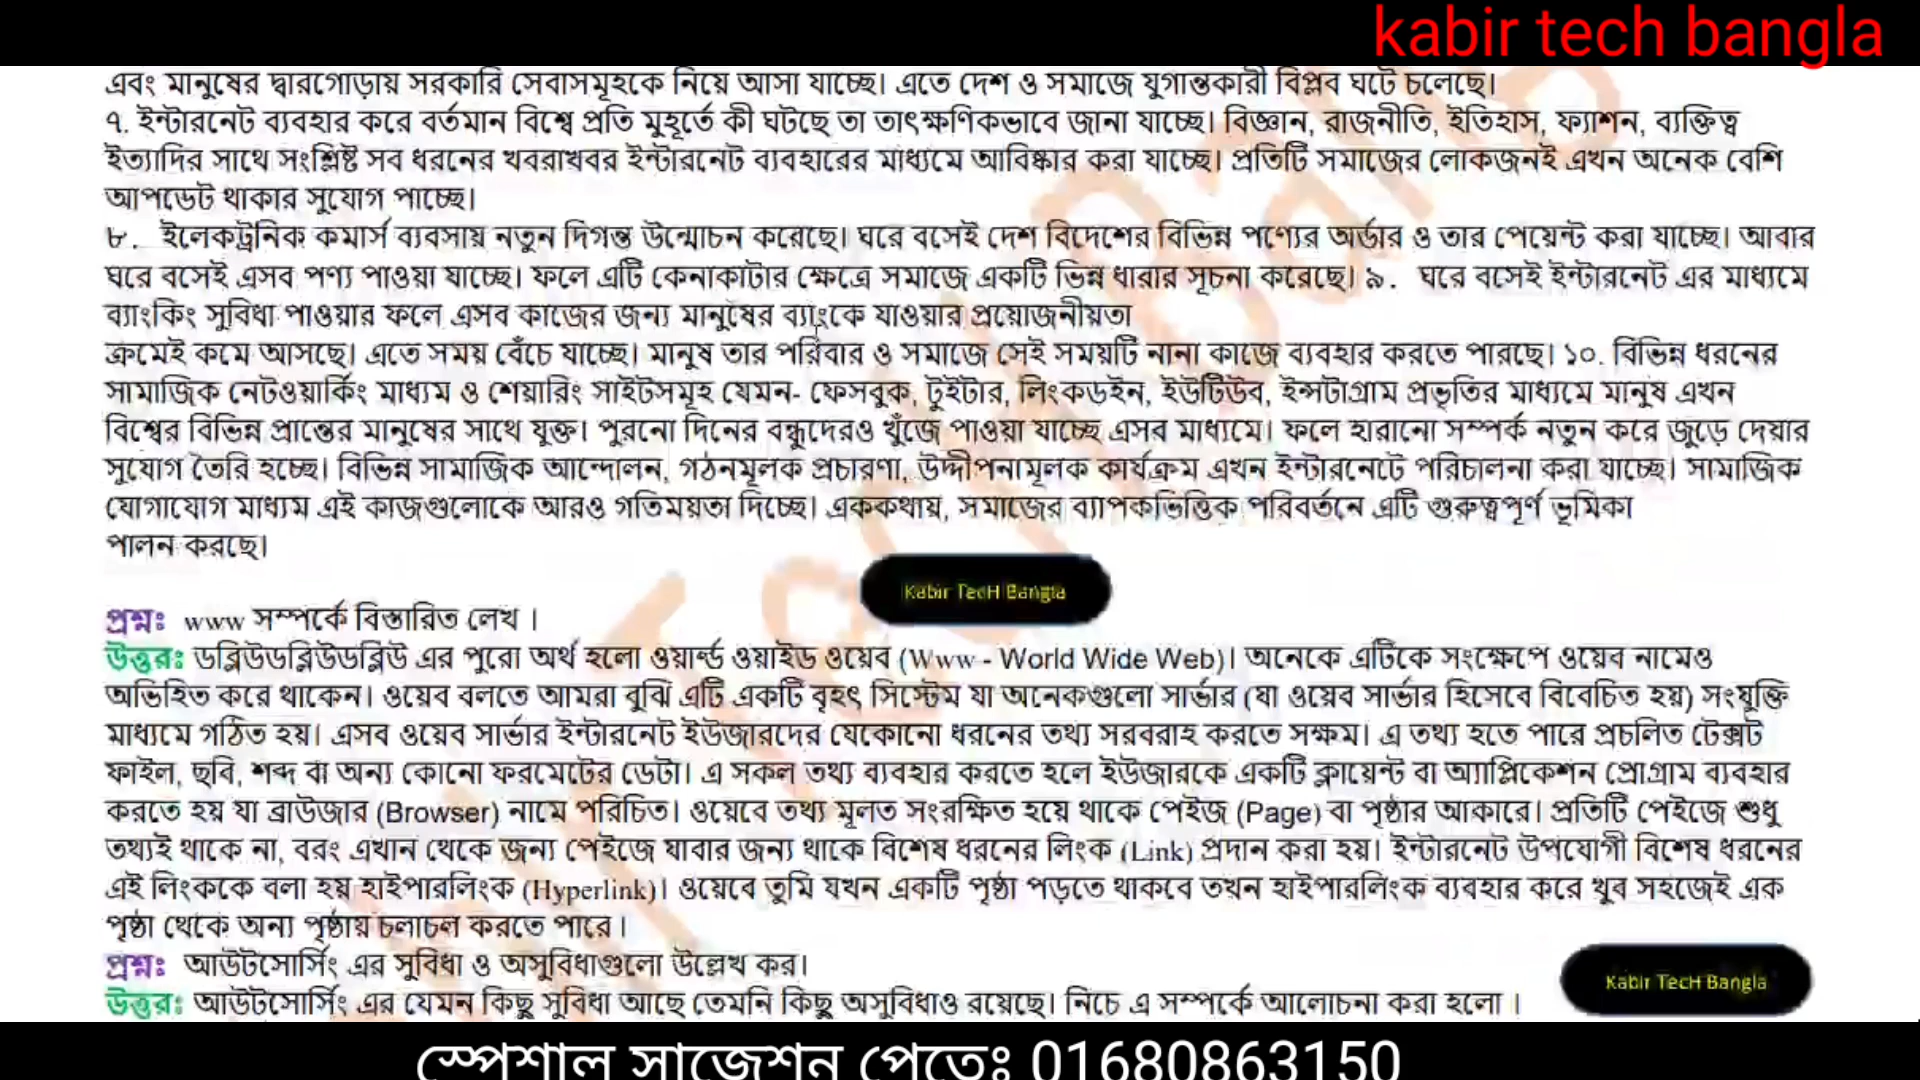 kabir tech bangla
এবং মানুষের দ্বারগোড়ায় সরকারি সেবাসমূহকে নিয়ে আসা যাচ্ছে। এতে দেশ ও সমাজে যুগান্তকারী বিপ্লব ঘটে চলেছে।
৭. ইন্টারনেট ব্যবহার করে বর্তমান বিশ্বে প্রতি মুহূর্তে কী ঘটছে তা তাৎক্ষণিকভাবে জানা যাচ্ছে। বিজ্ঞান, রাজনীতি, ইতিহাস, ফ্যাশন, ব্যক্তিত্ব
ইত্যাদির সাথে সংশ্লিষ্ট সব ধরনের খবরাখবর ইন্টারনেট ব্যবহারের মাধ্যমে আবিষ্কার করা যাচ্ছে। প্রতিটি সমাজের লোকজনই এখন অনেক বেশি
আপডেট থাকার সুযোগ পাচ্ছে।
৮. ইলেকট্রনিক কমার্স ব্যবসায় নতুন দিগন্ত উন্মোচন করেছে। ঘরে বসেই দেশ বিদেশের বিভিন্ন পণ্যের অর্ডার ও তার পেয়েন্ট করা যাচ্ছে। আবার
ঘরে বসেই এসব পণ্য পাওয়া যাচ্ছে। ফলে এটি কেনাকাটার ক্ষেত্রে সমাজে একটি ভিন্ন ধারার সূচনা করেছে। ৯. ঘরে বসেই ইন্টারনেট এর মাধ্যমে
ব্যাংকিং সুবিধা পাওয়ার ফলে এসব কাজের জন্য মানুষের ব্যাংকে যাওয়ার প্রয়োজনীয়তা
ক্রমেই কমে আসছে। এতে সময় বেঁচে যাচ্ছে। মানুষ তার পরিবার ও সমাজে সেই সময়টি নানা কাজে ব্যবহার করতে পারছে। ১০. বিভিন্ন ধরনের
সামাজিক নেটওয়ার্কিং মাধ্যম ও শেয়ারিং সাইটসমূহ যেমন- ফেসবুক, টুইটার, লিংকডইন, ইউটিউব, ইন্সটাগ্রাম প্রভৃতির মাধ্যমে মানুষ এখন
বিশ্বের বিভিন্ন প্রান্তের মানুষের সাথে যুক্ত। পুরনো দিনের বন্ধুদেরও খুঁজে পাওয়া যাচ্ছে এসব মাধ্যমে। ফলে হারানো সম্পর্ক নতুন করে জুড়ে দেয়ার
সুযোগ তৈরি হচ্ছে। বিভিন্ন সামাজিক আন্দোলন, গঠনমূলক প্রচারণা, উদ্দীপনামূলক কার্যক্রম এখন ইন্টারনেটে পরিচালনা করা যাচ্ছে। সামাজিক
যোগাযোগ মাধ্যম এই কাজগুলোকে আরও গতিময়তা দিচ্ছে। এককথায়, সমাজের ব্যাপকভিত্তিক পরিবর্তনে এটি গুরুত্বপূর্ণ ভূমিকা
পালন করছে।
Kabir TecH Bangla
প্রশ্নঃ www সম্পর্কে বিস্তারিত লেখ ।
উত্তরঃ ডব্লিউডব্লিউডব্লিউ এর পুরো অর্থ হলো ওয়ার্ল্ড ওয়াইড ওয়েব (Www - World Wide Web)। অনেকে এটিকে সংক্ষেপে ওয়েব নামেও
অভিহিত করে থাকেন। ওয়েব বলতে আমরা বুঝি এটি একটি বৃহৎ সিস্টেম যা অনেকগুলো সার্ভার (যা ওয়েব সার্ভার হিসেবে বিবেচিত হয়) সংযুক্তি
মাধ্যমে গঠিত হয়। এসব ওয়েব সার্ভার ইন্টারনেট ইউজারদের যেকোনো ধরনের তথ্য সরবরাহ করতে সক্ষম। এ তথ্য হতে পারে প্রচলিত টেক্সট
ফাইল, ছবি, শব্দ বা অন্য কোনো ফরমেটের ডেটা। এ সকল তথ্য ব্যবহার করতে হলে ইউজারকে একটি ক্লায়েন্ট বা অ্যাপ্লিকেশন প্রোগ্রাম ব্যবহার
করতে হয় যা ব্রাউজার (Browser) নামে পরিচিত। ওয়েবে তথ্য মূলত সংরক্ষিত হয়ে থাকে পেইজ (Page) বা পৃষ্ঠার আকারে। প্রতিটি পেইজে শুধু
তথ্যই থাকে না, বরং এখান থেকে জন্য পেইজে যাবার জন্য থাকে বিশেষ ধরনের লিংক (Link) প্রদান করা হয়। ইন্টারনেট উপযোগী বিশেষ ধরনের
এই লিংককে বলা হয় হাইপারলিংক (Hyperlink)। ওয়েবে তুমি যখন একটি পৃষ্ঠা পড়তে থাকবে তখন হাইপারলিংক ব্যবহার করে খুব সহজেই এক
পৃষ্ঠা থেকে অন্য পৃষ্ঠায় চলাচল করতে পারে ।
প্রশ্নঃ আউটসোর্সিং এর সুবিধা ও অসুবিধাগুলো উল্লেখ কর।
Kabir TecH Bangla
উত্তরঃ আউটসোর্সিং এর যেমন কিছু সুবিধা আছে তেমনি কিছু অসুবিধাও রয়েছে। নিচে এ সম্পর্কে আলোচনা করা হলো ।
স্পেশাল সাজেশন পেতেঃ 01680863150